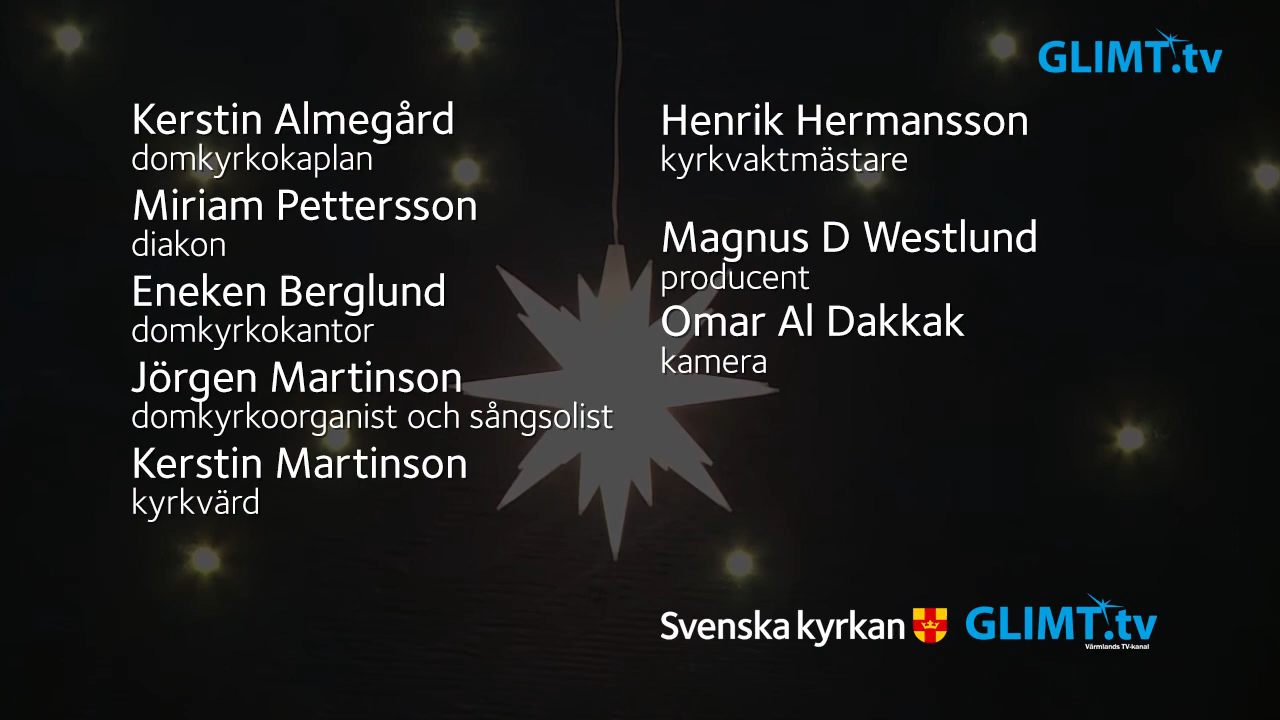 GLIMT.tv
Kerstin Almegård
domkyrkokaplan
Miriam Pettersson
diakon
Eneken Berglund
domkyrkokantor
Jörgen Martinson
domkyrkoorganist och sångsolist
Kerstin Martinson
kyrkvärd
Henrik Hermansson
kyrkvaktmästare
Magnus D Westlund
producent
Omar Al Dakkak
kamera
Svenska kyrkan
GLIMT.tv
Värmlands TV-kanal